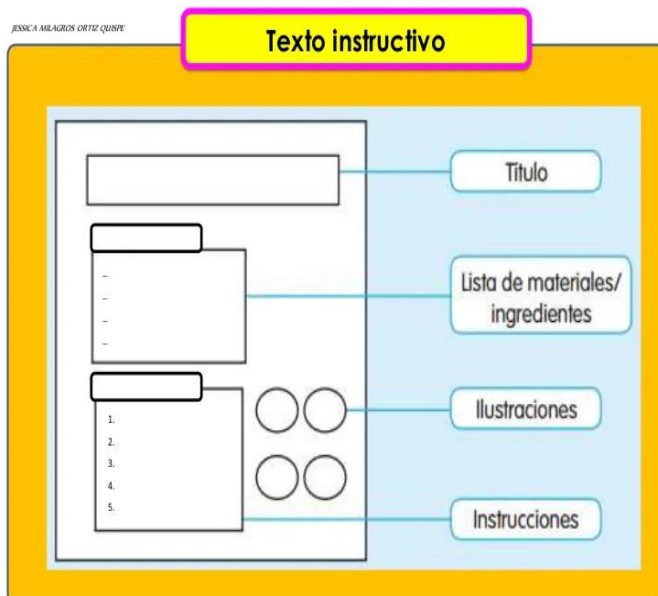 JESSICA MILAGROS ORTIZ QUISPE
Texto instructivo
Título
Lista de materiales/
ingredientes
–
–
–
–
Ilustraciones
1.
2.
3.
4.
5.
Instrucciones